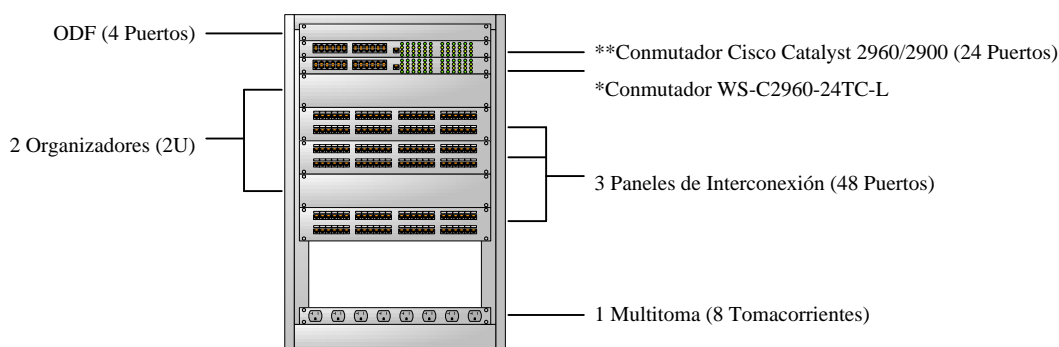 ODF (4 Puertos)
**Conmutador Cisco Catalyst 2960/2900 (24 Puertos)
*Conmutador WS-C2960-24TC-L
2 Organizadores (2U)
3 Paneles de Interconexión (48 Puertos)
1 Multitoma (8 Tomacorrientes)